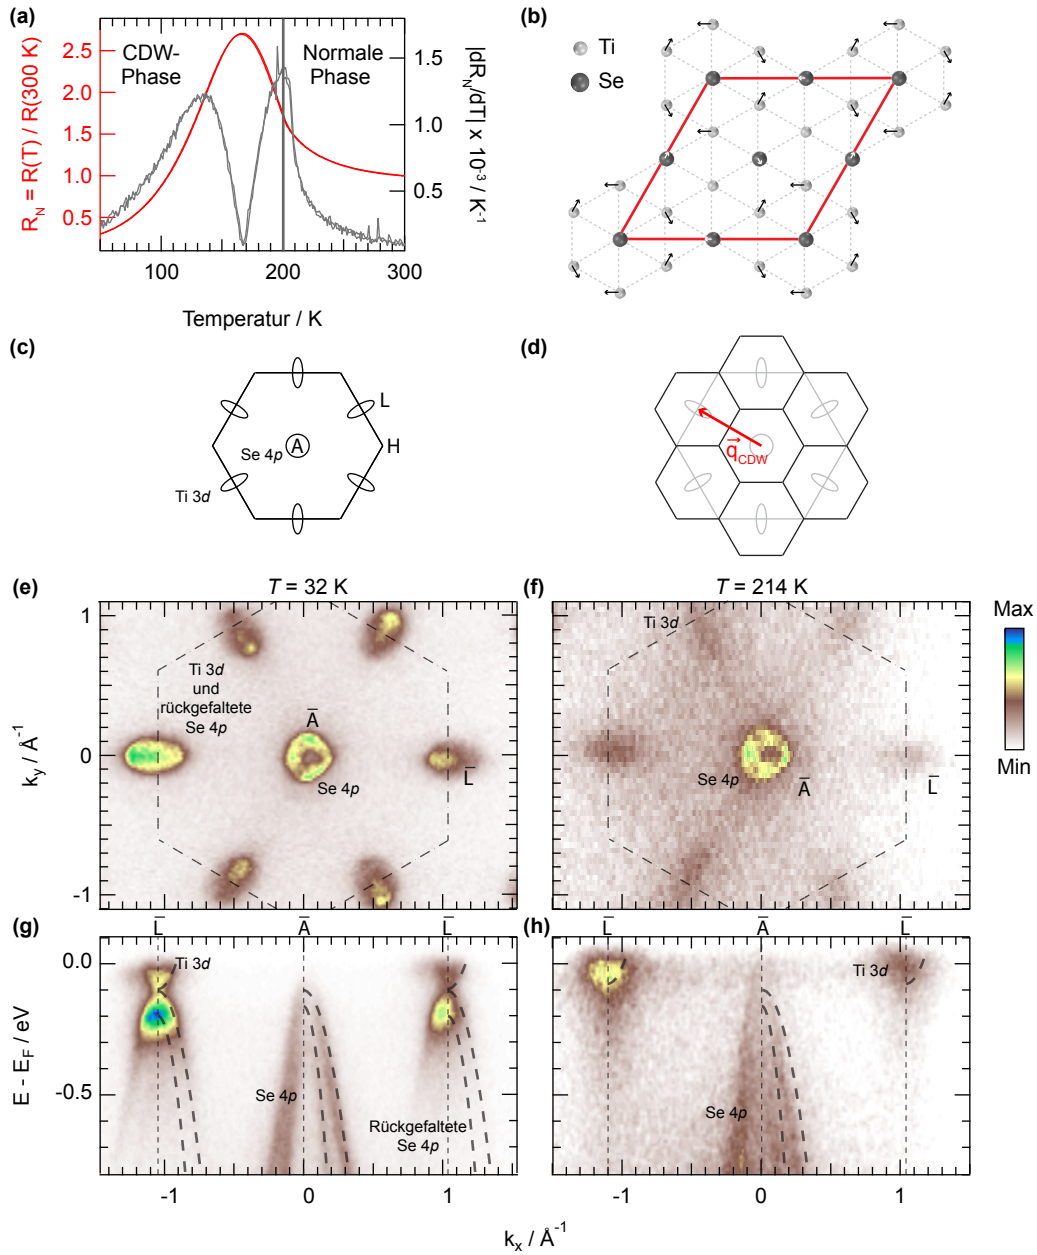 (a)
R_N = R(T) / R(300 K)
2.5
2.0
1.5
1.0
0.5
CDW-
Phase
Normale
Phase
1.5
1.0
0.5
|dR_N/dT| x 10^-3 / K^-1
100
200
300
Temperatur / K
(b)
Ti
Se
(c)
A
Se 4p
L
H
Ti 3d
(d)
q_CDW
(e)
T = 32 K
1
0
-1
k_y / Å^-1
Ti 3d
und
rückgefaltete
Se 4p
A̅
Se 4p
L̅
(f)
T = 214 K
Ti 3d
Se 4p
A̅
L̅
Max
Min
(g)
L̅
A̅
L̅
0.0
-0.5
E - E_F / eV
Ti 3d
Se 4p
Rückgefaltete
Se 4p
-1
0
1
(h)
L̅
A̅
L̅
Ti 3d
Se 4p
-1
0
1
k_x / Å^-1